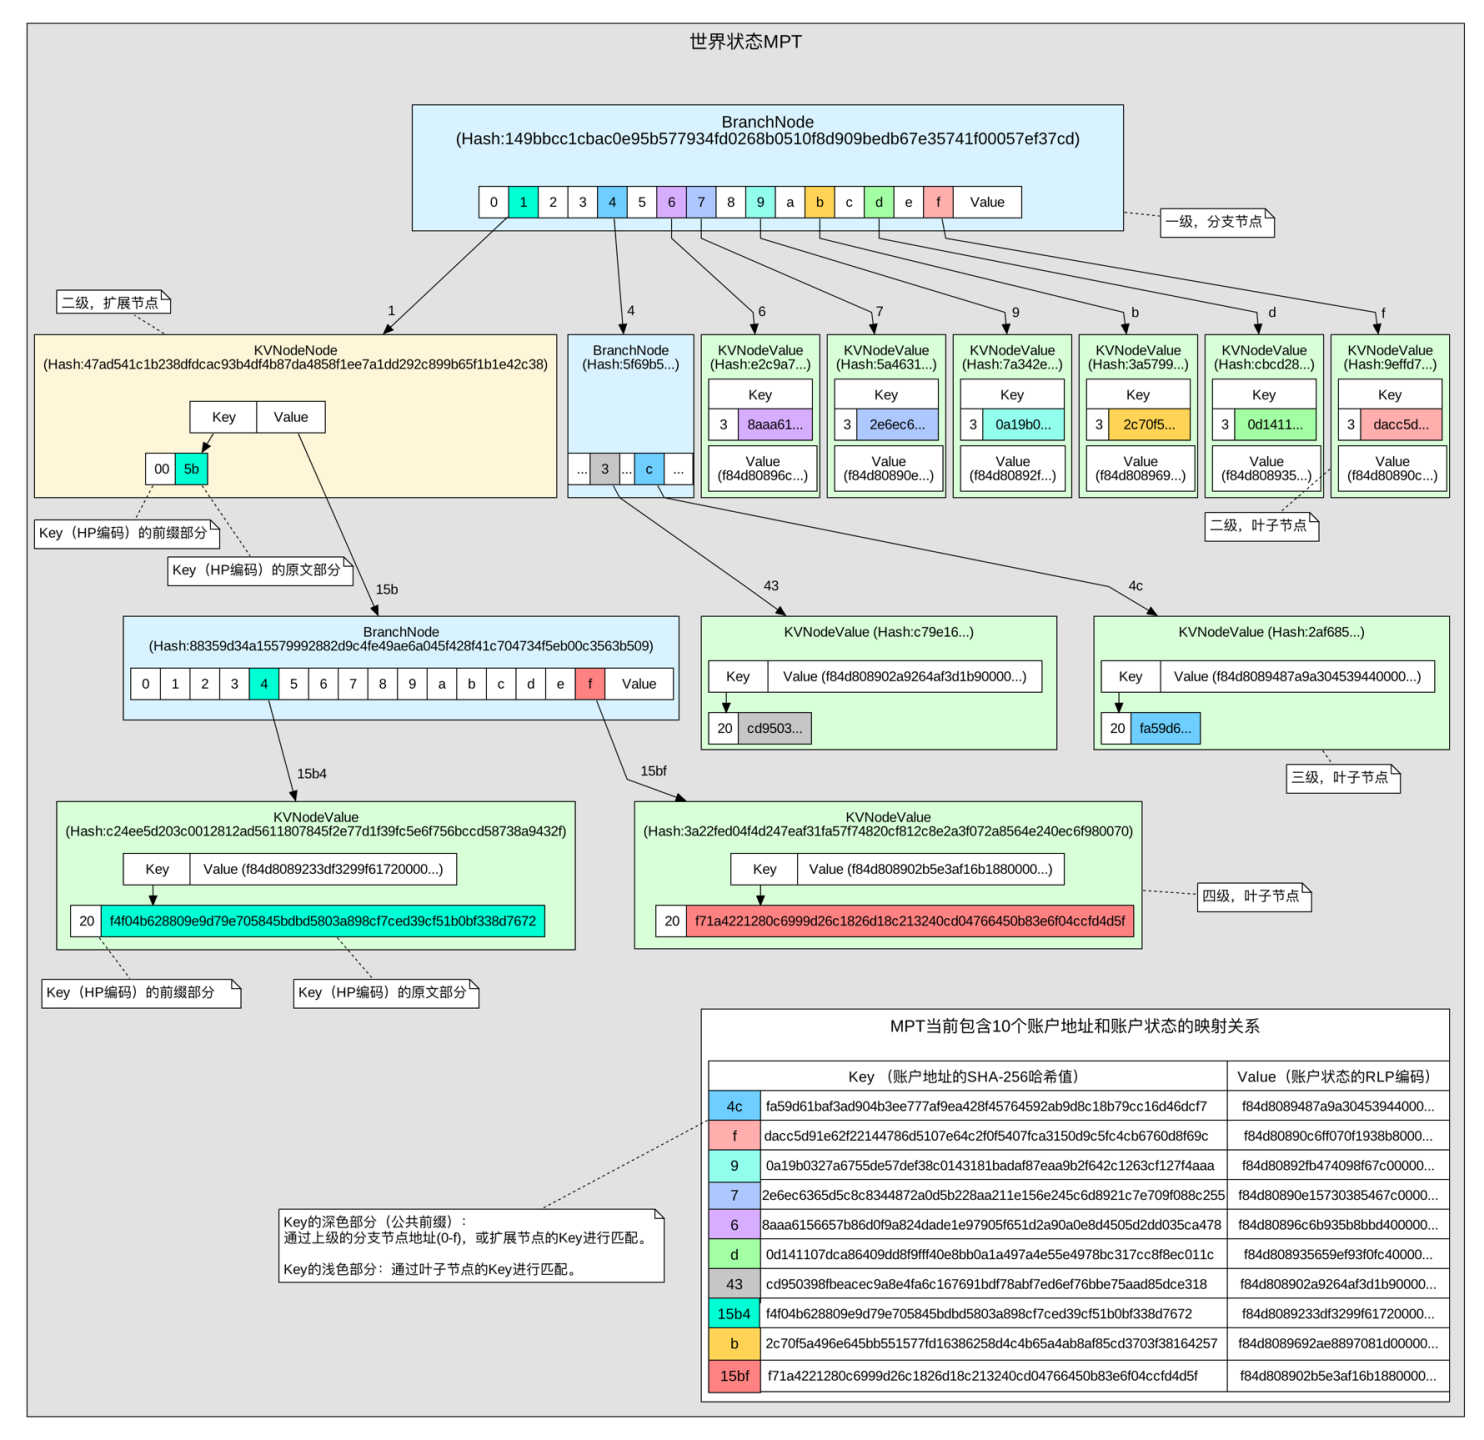 世界状态MPT
BranchNode
(Hash:149bbcc1cbac0e95b577934fd0268b0510f8d909bedb67e35741f00057ef37cd)
0 1 2 3 4 5 6 7 8 9 a b c d e f Value
一级，分支节点
二级，扩展节点
1 4 6 7 9 b d f
KVNodeNode
(Hash:47ad541c1b238dfdcac93b4df4b87da4858f1ee7a1dd292c899b65f1b1e42c38)
Key Value
00 5b
BranchNode
(Hash:5f69b5...)
... 3 ... c ...
KVNodeValue
(Hash:e2c9a7...)
Key
3 8aaa61...
Value
(f84d80896c...)
KVNodeValue
(Hash:5a4631...)
Key
3 2e6ec6...
Value
(f84d80890e...)
KVNodeValue
(Hash:7a342e...)
Key
3 0a19b0...
Value
(f84d80892f...)
KVNodeValue
(Hash:3a5799...)
Key
3 2c70f5...
Value
(f84d808969...)
KVNodeValue
(Hash:cbcd28...)
Key
3 0d1411...
Value
(f84d808935...)
KVNodeValue
(Hash:9effd7...)
Key
3 dacc5d...
Value
(f84d80890c...)
Key（HP编码）的前缀部分
Key（HP编码）的原文部分
二级，叶子节点
15b
43
4c
BranchNode
(Hash:88359d34a15579992882d9c4fe49ae6a045f428f41c704734f5eb00c3563b509)
0 1 2 3 4 5 6 7 8 9 a b c d e f Value
KVNodeValue (Hash:c79e16...)
Key Value (f84d808902a9264af3d1b90000...)
20 cd9503...
KVNodeValue (Hash:2af685...)
Key Value (f84d8089487a9a304539440000...)
20 fa59d6...
三级，叶子节点
15b4
15bf
KVNodeValue
(Hash:c24ee5d203c0012812ad5611807845f2e77d1f39fc5e6f756bccd58738a9432f)
Key Value (f84d8089233df3299f61720000...)
20 f4f04b628809e9d79e705845bdbd5803a898cf7ced39cf51b0bf338d7672
KVNodeValue
(Hash:3a22fed04f4d247eaf31fa57f74820cf812c8e2a3f072a8564e240ec6f980070)
Key Value (f84d808902b5e3af16b1880000...)
20 f71a4221280c6999d26c1826d18c213240cd04766450b83e6f04ccfd4d5f
四级，叶子节点
Key（HP编码）的前缀部分
Key（HP编码）的原文部分
MPT当前包含10个账户地址和账户状态的映射关系
Key （账户地址的SHA-256哈希值） Value（账户状态的RLP编码）
4c fa59d61baf3ad904b3ee777af9ea428f45764592ab9d8c18b79cc16d46dcf7 f84d8089487a9a30453944000...
f dacc5d91e62f22144786d5107e64c2f0f5407fca3150d9c5fc4cb6760d8f69c f84d80890c6ff070f1938b8000...
9 0a19b0327a6755de57def38c0143181badaf87eaa9b2f642c1263cf127f4aaa f84d80892fb474098f67c00000...
7 2e6ec6365d5c8c8344872a0d5b228aa211e156e245c6d8921c7e709f088c255 f84d80890e15730385467c0000...
6 8aaa6156657b86d0f9a824dade1e97905f651d2a90a0e8d4505d2dd035ca478 f84d80896c6b935b8bbd400000...
d 0d141107dca86409dd8f9fff40e8bb0a1a497a4e55e4978bc317cc8f8ec011c f84d808935659ef93f0fc40000...
43 cd950398fbeacec9a8e4fa6c167691bdf78abf7ed6ef76bbe75aad85dce318 f84d808902a9264af3d1b90000...
15b4 f4f04b628809e9d79e705845bdbd5803a898cf7ced39cf51b0bf338d7672 f84d8089233df3299f61720000...
b 2c70f5a496e645bb551577fd16386258d4c4b65a4ab8af85cd3703f38164257 f84d8089692ae8897081d00000...
15bf f71a4221280c6999d26c1826d18c213240cd04766450b83e6f04ccfd4d5f f84d808902b5e3af16b1880000...
Key的深色部分（公共前缀）：
通过上级的分支节点地址(0-f)，或扩展节点的Key进行匹配。
Key的浅色部分：通过叶子节点的Key进行匹配。